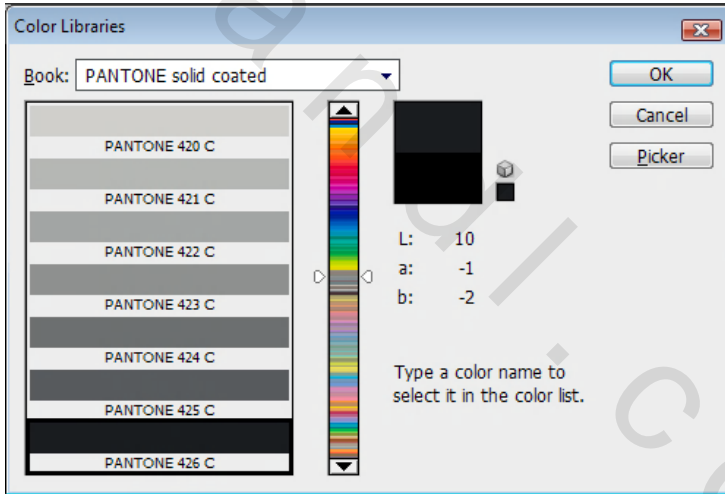 Color Libraries
Book: PANTONE solid coated
OK
Cancel
Picker
PANTONE 420 C
PANTONE 421 C
PANTONE 422 C
PANTONE 423 C
PANTONE 424 C
PANTONE 425 C
PANTONE 426 C
L: 10
a: -1
b: -2
Type a color name to
select it in the color list.